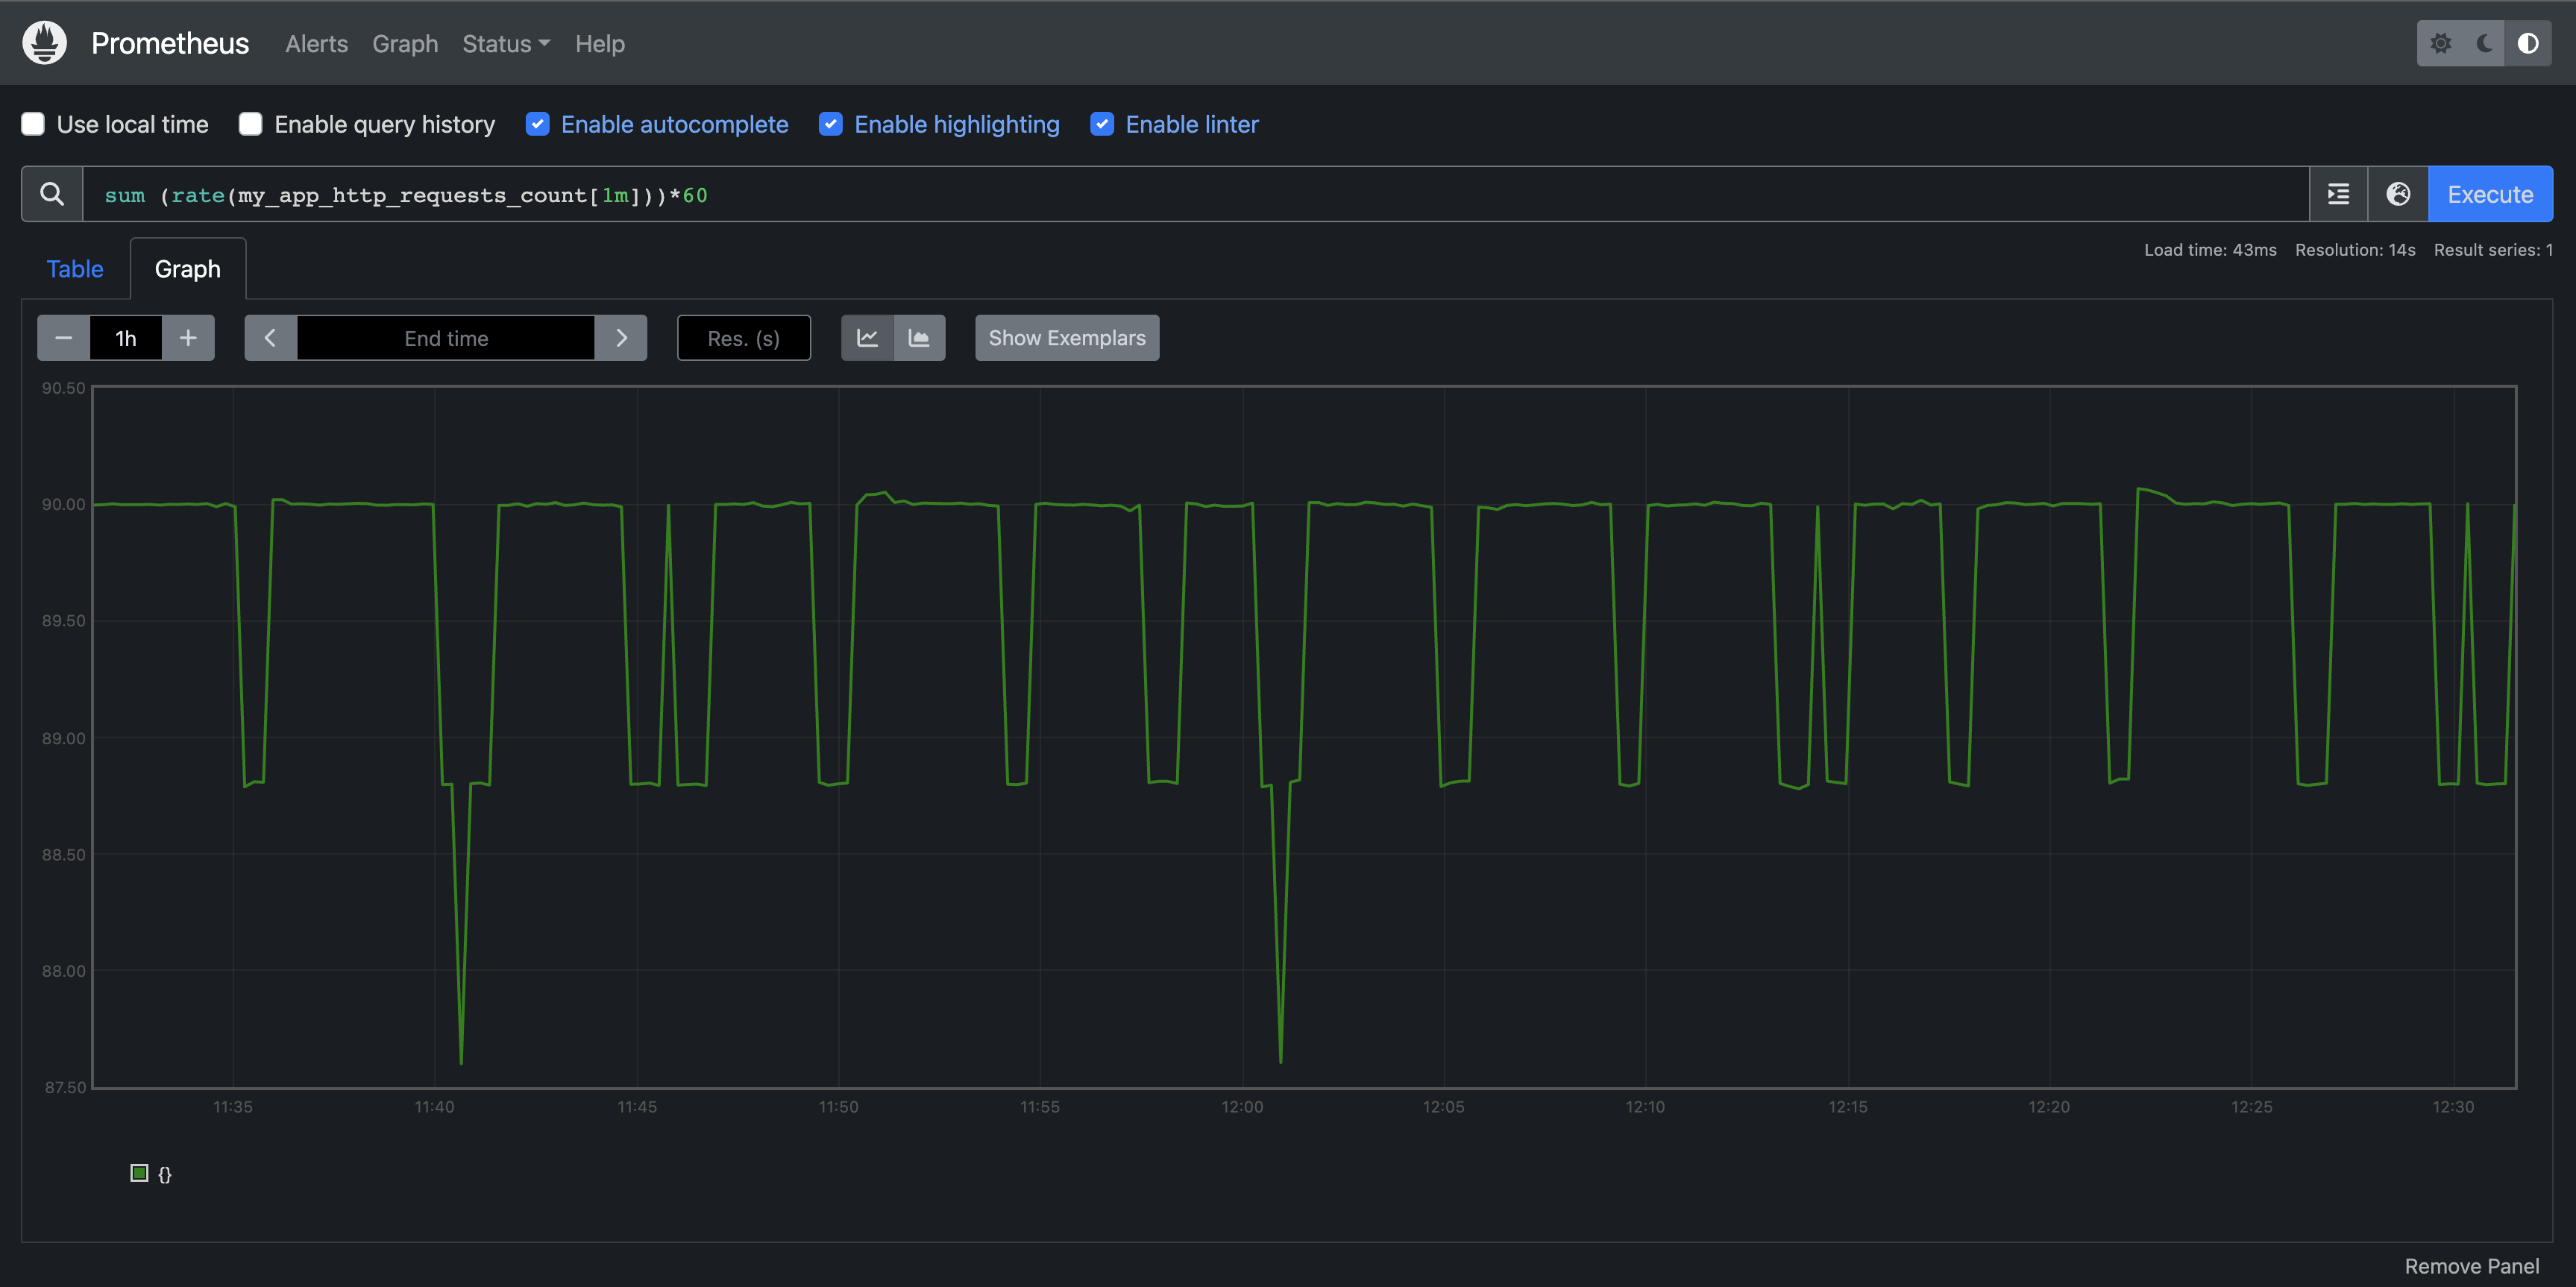 Prometheus Alerts Graph Status Help
Use local time Enable query history Enable autocomplete Enable highlighting Enable linter
sum (rate(my_app_http_requests_count[1m]))*60 Execute
Table Graph Load time: 43ms Resolution: 14s Result series: 1
− 1h + End time Res. (s) Show Exemplars
90.50
90.00
89.50
89.00
88.50
88.00
87.50
11:35 11:40 11:45 11:50 11:55 12:00 12:05 12:10 12:15 12:20 12:25 12:30
{}
Remove Panel